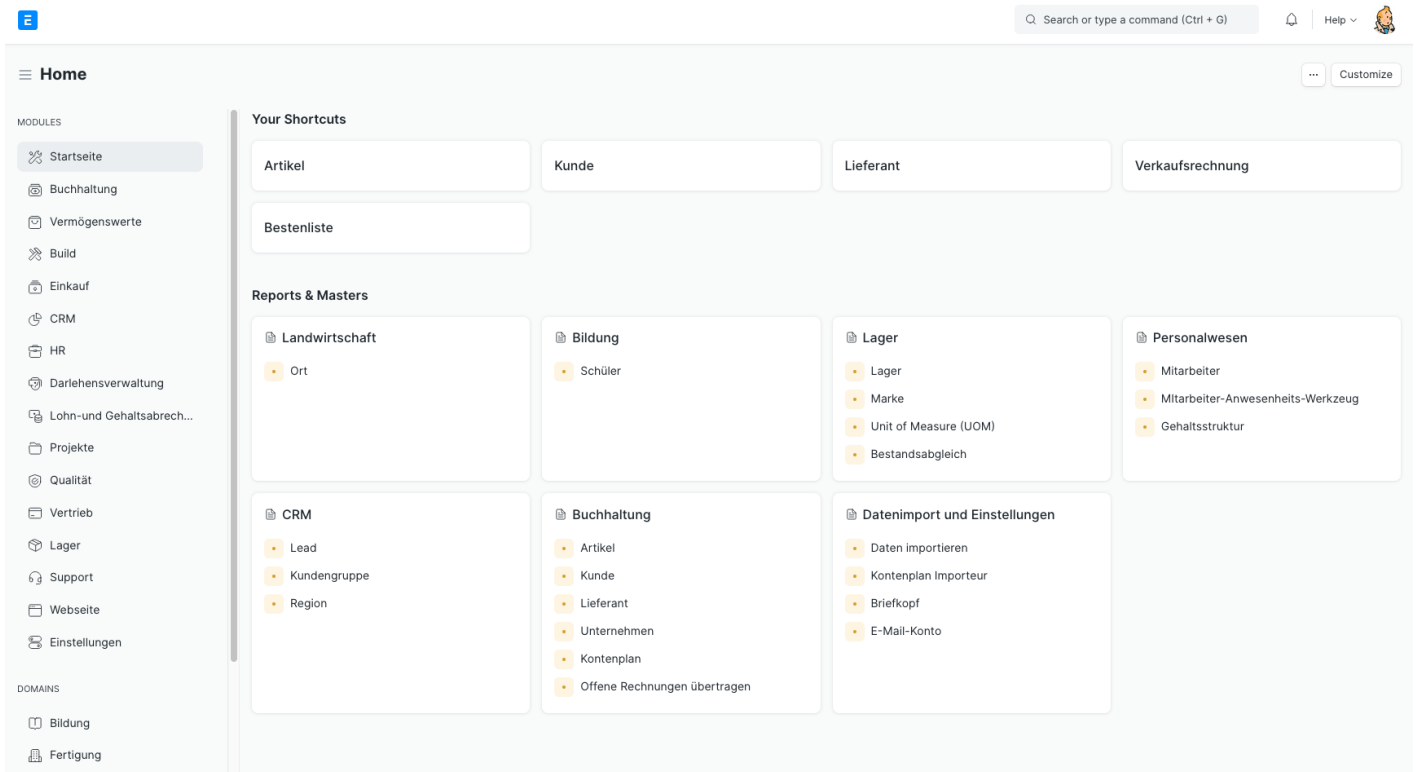 E
Search or type a command (Ctrl + G)
Help
Home
Customize
MODULES
Startseite
Buchhaltung
Vermögenswerte
Build
Einkauf
CRM
HR
Darlehensverwaltung
Lohn-und Gehaltsabrech...
Projekte
Qualität
Vertrieb
Lager
Support
Webseite
Einstellungen
DOMAINS
Bildung
Fertigung
Your Shortcuts
Artikel
Kunde
Lieferant
Verkaufsrechnung
Bestenliste
Reports & Masters
Landwirtschaft
Ort
Bildung
Schüler
Lager
Lager
Marke
Unit of Measure (UOM)
Bestandsabgleich
Personalwesen
Mitarbeiter
MItarbeiter-Anwesenheits-Werkzeug
Gehaltsstruktur
CRM
Lead
Kundengruppe
Region
Buchhaltung
Artikel
Kunde
Lieferant
Unternehmen
Kontenplan
Offene Rechnungen übertragen
Datenimport und Einstellungen
Daten importieren
Kontenplan Importeur
Briefkopf
E-Mail-Konto